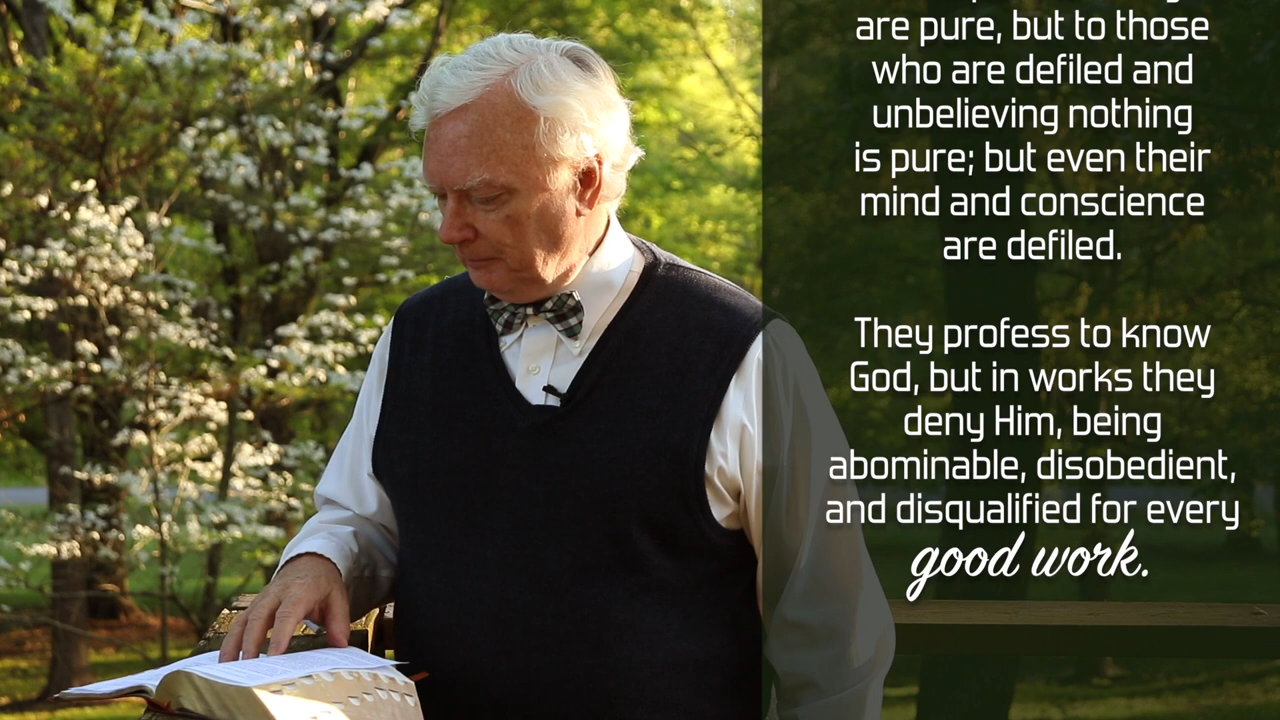 are pure, but to those
who are defiled and
unbelieving nothing
is pure; but even their
mind and conscience
are defiled.
They profess to know
God, but in works they
deny Him, being
abominable, disobedient,
and disqualified for every
good work.